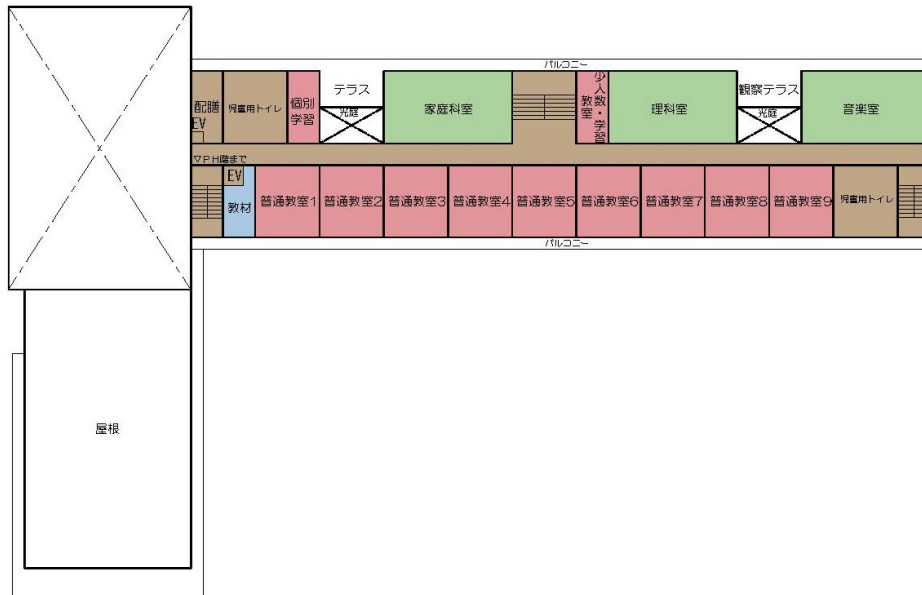 バルコニー
配膳
EV
児童用トイレ
個別
学習
テラス
光庭
家庭科室
少人数・学習
教室
理科室
観察テラス
光庭
音楽室
▽PH階まで
EV
教材
普通教室1
普通教室2
普通教室3
普通教室4
普通教室5
普通教室6
普通教室7
普通教室8
普通教室9
児童用トイレ
バルコニー
屋根